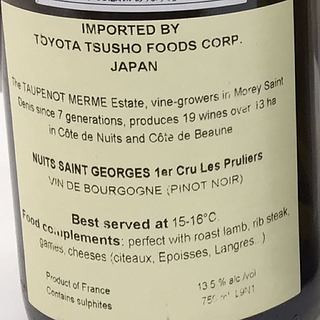 IMPORTED BY
TOYOTA TSUSHO FOODS CORP.
JAPAN
The TAUPENOT MERME Estate, vine-growers in Morey Saint
Denis since 7 generations, produces 19 wines over 13 ha
in Côte de Nuits and Côte de Beaune
NUITS SAINT GEORGES 1er Cru Les Pruliers
VIN DE BOURGOGNE (PINOT NOIR)
Best served at 15-16°C.
Food complements: perfect with roast lamb, rib steak,
games, cheeses (citeaux, Epoisses, Langres...)
Product of France
13.5 % alc./vol
Contains sulphites
750 ml L9N1